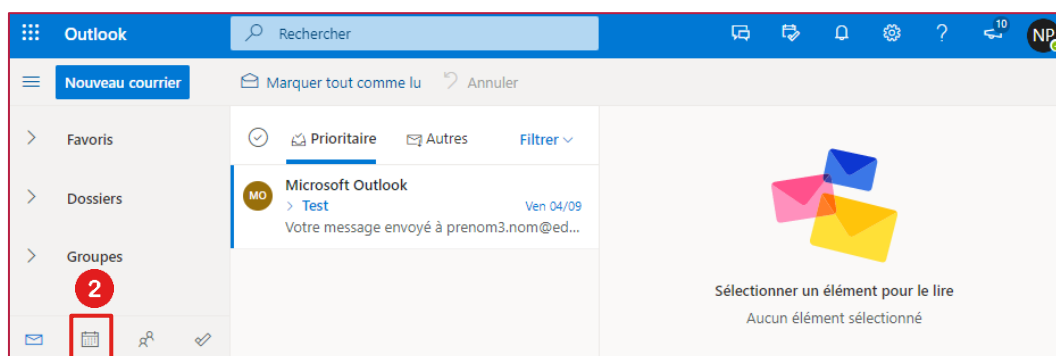 Outlook
Rechercher
10
NP
Nouveau courrier
Marquer tout comme lu
Annuler
Favoris
Dossiers
Groupes
2
Prioritaire
Autres
Filtrer
MO
Microsoft Outlook
> Test
Ven 04/09
Votre message envoyé à prenom3.nom@ed...
Sélectionner un élément pour le lire
Aucun élément sélectionné